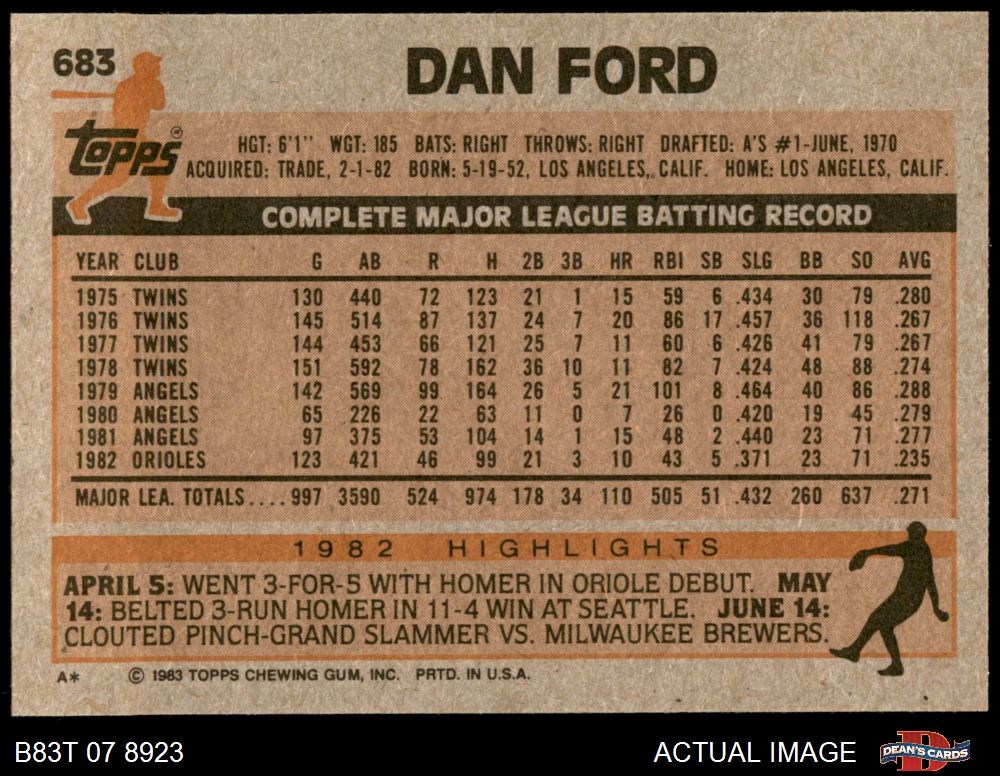 683
DAN FORD
topps®
HGT: 6'1" WGT: 185 BATS: RIGHT THROWS: RIGHT DRAFTED: A'S #1-JUNE, 1970
ACQUIRED: TRADE, 2-1-82 BORN: 5-19-52, LOS ANGELES, CALIF. HOME: LOS ANGELES, CALIF.
COMPLETE MAJOR LEAGUE BATTING RECORD
YEAR CLUB G AB R H 2B 3B HR RBI SB SLG BB SO AVG
1975 TWINS 130 440 72 123 21 1 15 59 6 .434 30 79 .280
1976 TWINS 145 514 87 137 24 7 20 86 17 .457 36 118 .267
1977 TWINS 144 453 66 121 25 7 11 60 6 .426 41 79 .267
1978 TWINS 151 592 78 162 36 10 11 82 7 .424 48 88 .274
1979 ANGELS 142 569 99 164 26 5 21 101 8 .464 40 86 .288
1980 ANGELS 65 226 22 63 11 0 7 26 0 .420 19 45 .279
1981 ANGELS 97 375 53 104 14 1 15 48 2 .440 23 71 .277
1982 ORIOLES 123 421 46 99 21 3 10 43 5 .371 23 71 .235
MAJOR LEA. TOTALS.... 997 3590 524 974 178 34 110 505 51 .432 260 637 .271
1982 HIGHLIGHTS
APRIL 5: WENT 3-FOR-5 WITH HOMER IN ORIOLE DEBUT. MAY
14: BELTED 3-RUN HOMER IN 11-4 WIN AT SEATTLE. JUNE 14:
CLOUTED PINCH-GRAND SLAMMER VS. MILWAUKEE BREWERS.
A* © 1983 TOPPS CHEWING GUM, INC. PRTD. IN U.S.A.
B83T 07 8923
ACTUAL IMAGE
D
DEAN'S CARDS